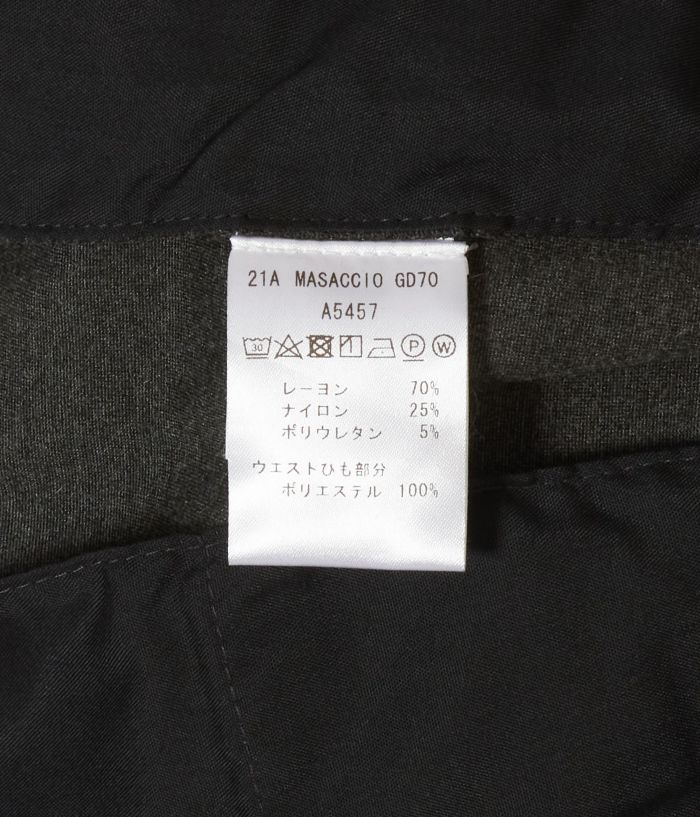 21A MASACCIO GD70
A5457
30 P W
レーヨン 70%
ナイロン 25%
ポリウレタン 5%
ウエストひも部分
ポリエステル 100%